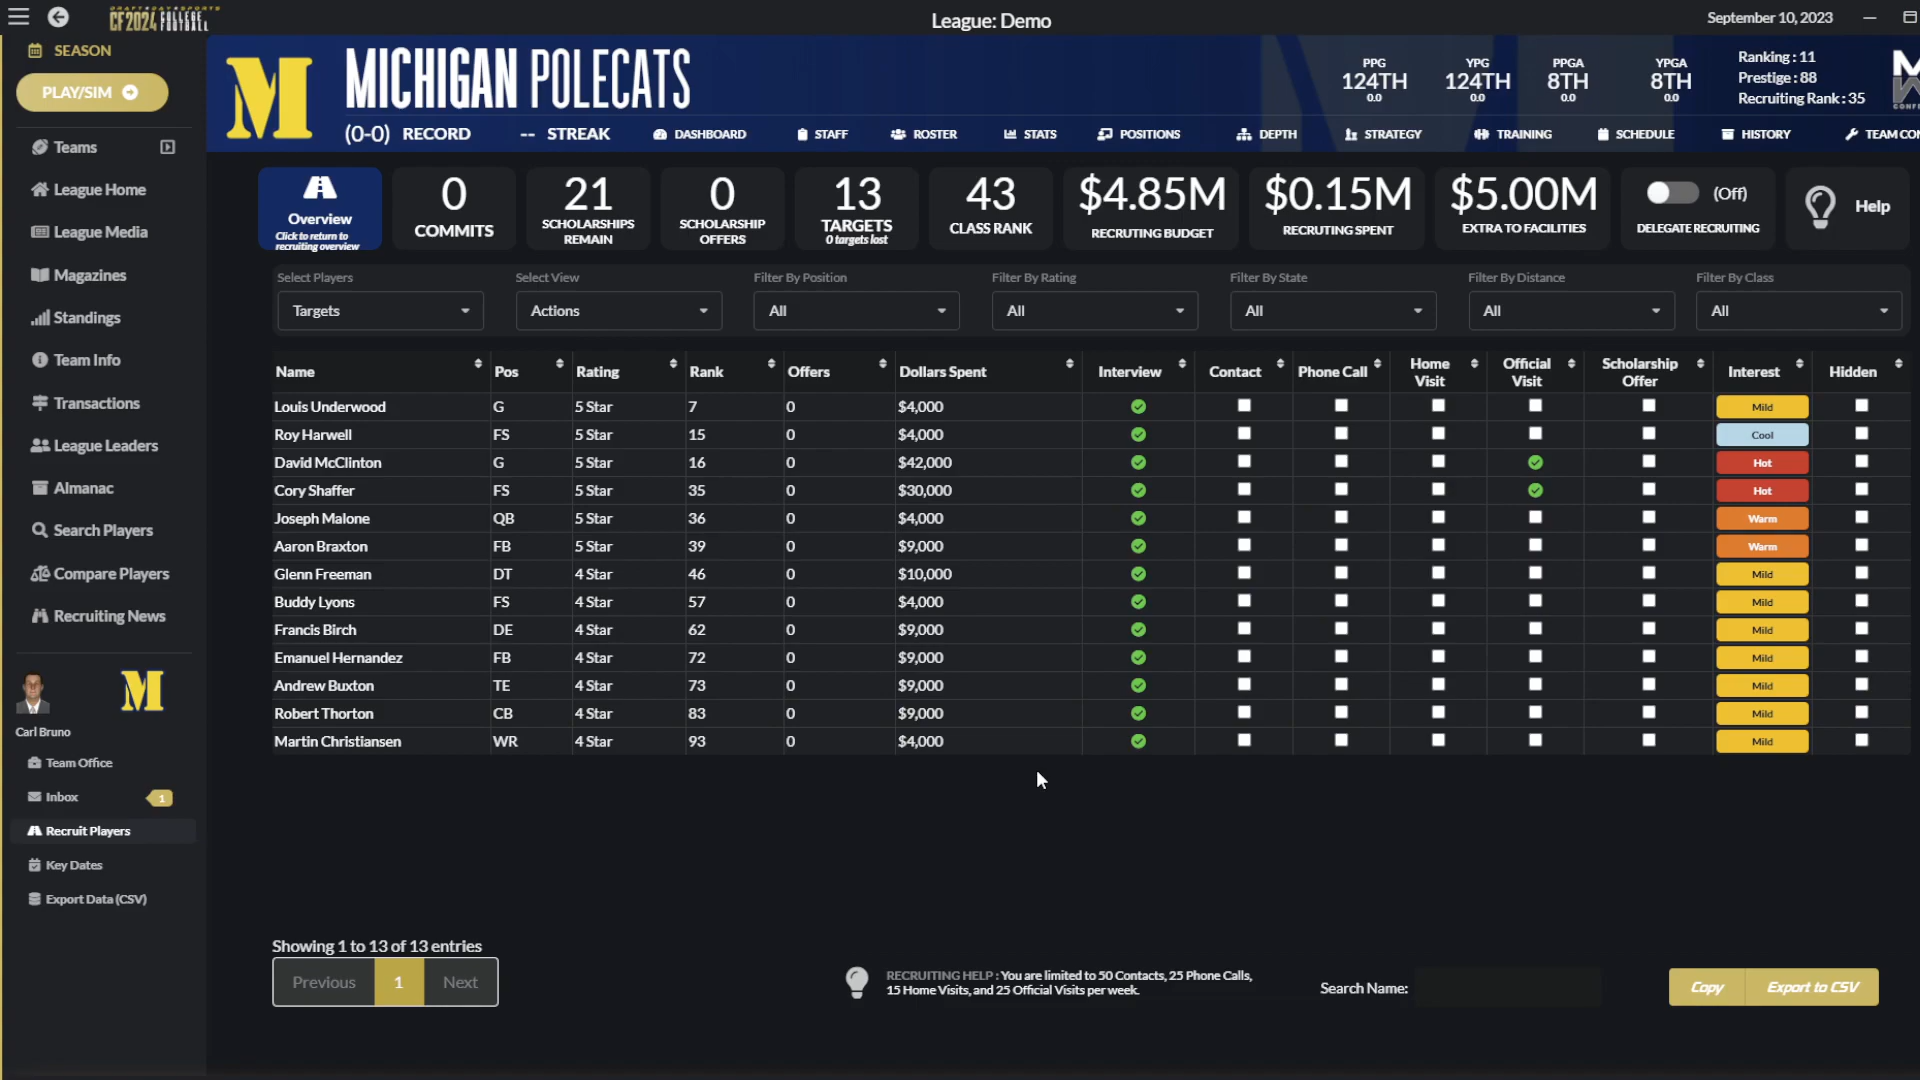 DRAFT DAY SPORTS
CF2024 COLLEGE FOOTBALL
League: Demo
September 10, 2023
SEASON
PLAY/SIM
Teams
League Home
League Media
Magazines
Standings
Team Info
Transactions
League Leaders
Almanac
Search Players
Compare Players
Recruiting News
M
Carl Bruno
Team Office
Inbox 1
Recruit Players
Key Dates
Export Data (CSV)
M
MICHIGAN POLECATS
PPG YPG PPGA YPGA
124TH 124TH 8TH 8TH
0.0 0.0 0.0 0.0
Ranking : 11
Prestige : 88
Recruiting Rank : 35
(0-0) RECORD -- STREAK DASHBOARD STAFF ROSTER STATS POSITIONS DEPTH STRATEGY TRAINING SCHEDULE HISTORY TEAM CON
Overview
Click to return to
recruiting overview
0
COMMITS
21
SCHOLARSHIPS
REMAIN
0
SCHOLARSHIP
OFFERS
13
TARGETS
0 targets lost
43
CLASS RANK
$4.85M
RECRUTING BUDGET
$0.15M
RECRUITING SPENT
$5.00M
EXTRA TO FACILITIES
(Off)
DELEGATE RECRUITING
Help
Select Players Select View Filter By Position Filter By Rating Filter By State Filter By Distance Filter By Class
Targets Actions All All All All All
Name Pos Rating Rank Offers Dollars Spent Interview Contact Phone Call Home Visit Official Visit Scholarship Offer Interest Hidden
Louis Underwood G 5 Star 7 0 $4,000 Mild
Roy Harwell FS 5 Star 15 0 $4,000 Cool
David McClinton G 5 Star 16 0 $42,000 Hot
Cory Shaffer FS 5 Star 35 0 $30,000 Hot
Joseph Malone QB 5 Star 36 0 $4,000 Warm
Aaron Braxton FB 5 Star 39 0 $9,000 Warm
Glenn Freeman DT 4 Star 46 0 $10,000 Mild
Buddy Lyons FS 4 Star 57 0 $4,000 Mild
Francis Birch DE 4 Star 62 0 $9,000 Mild
Emanuel Hernandez FB 4 Star 72 0 $9,000 Mild
Andrew Buxton TE 4 Star 73 0 $9,000 Mild
Robert Thorton CB 4 Star 83 0 $9,000 Mild
Martin Christiansen WR 4 Star 93 0 $4,000 Mild
Showing 1 to 13 of 13 entries
Previous 1 Next
RECRUITING HELP : You are limited to 50 Contacts, 25 Phone Calls,
15 Home Visits, and 25 Official Visits per week.
Search Name:
Copy Export to CSV